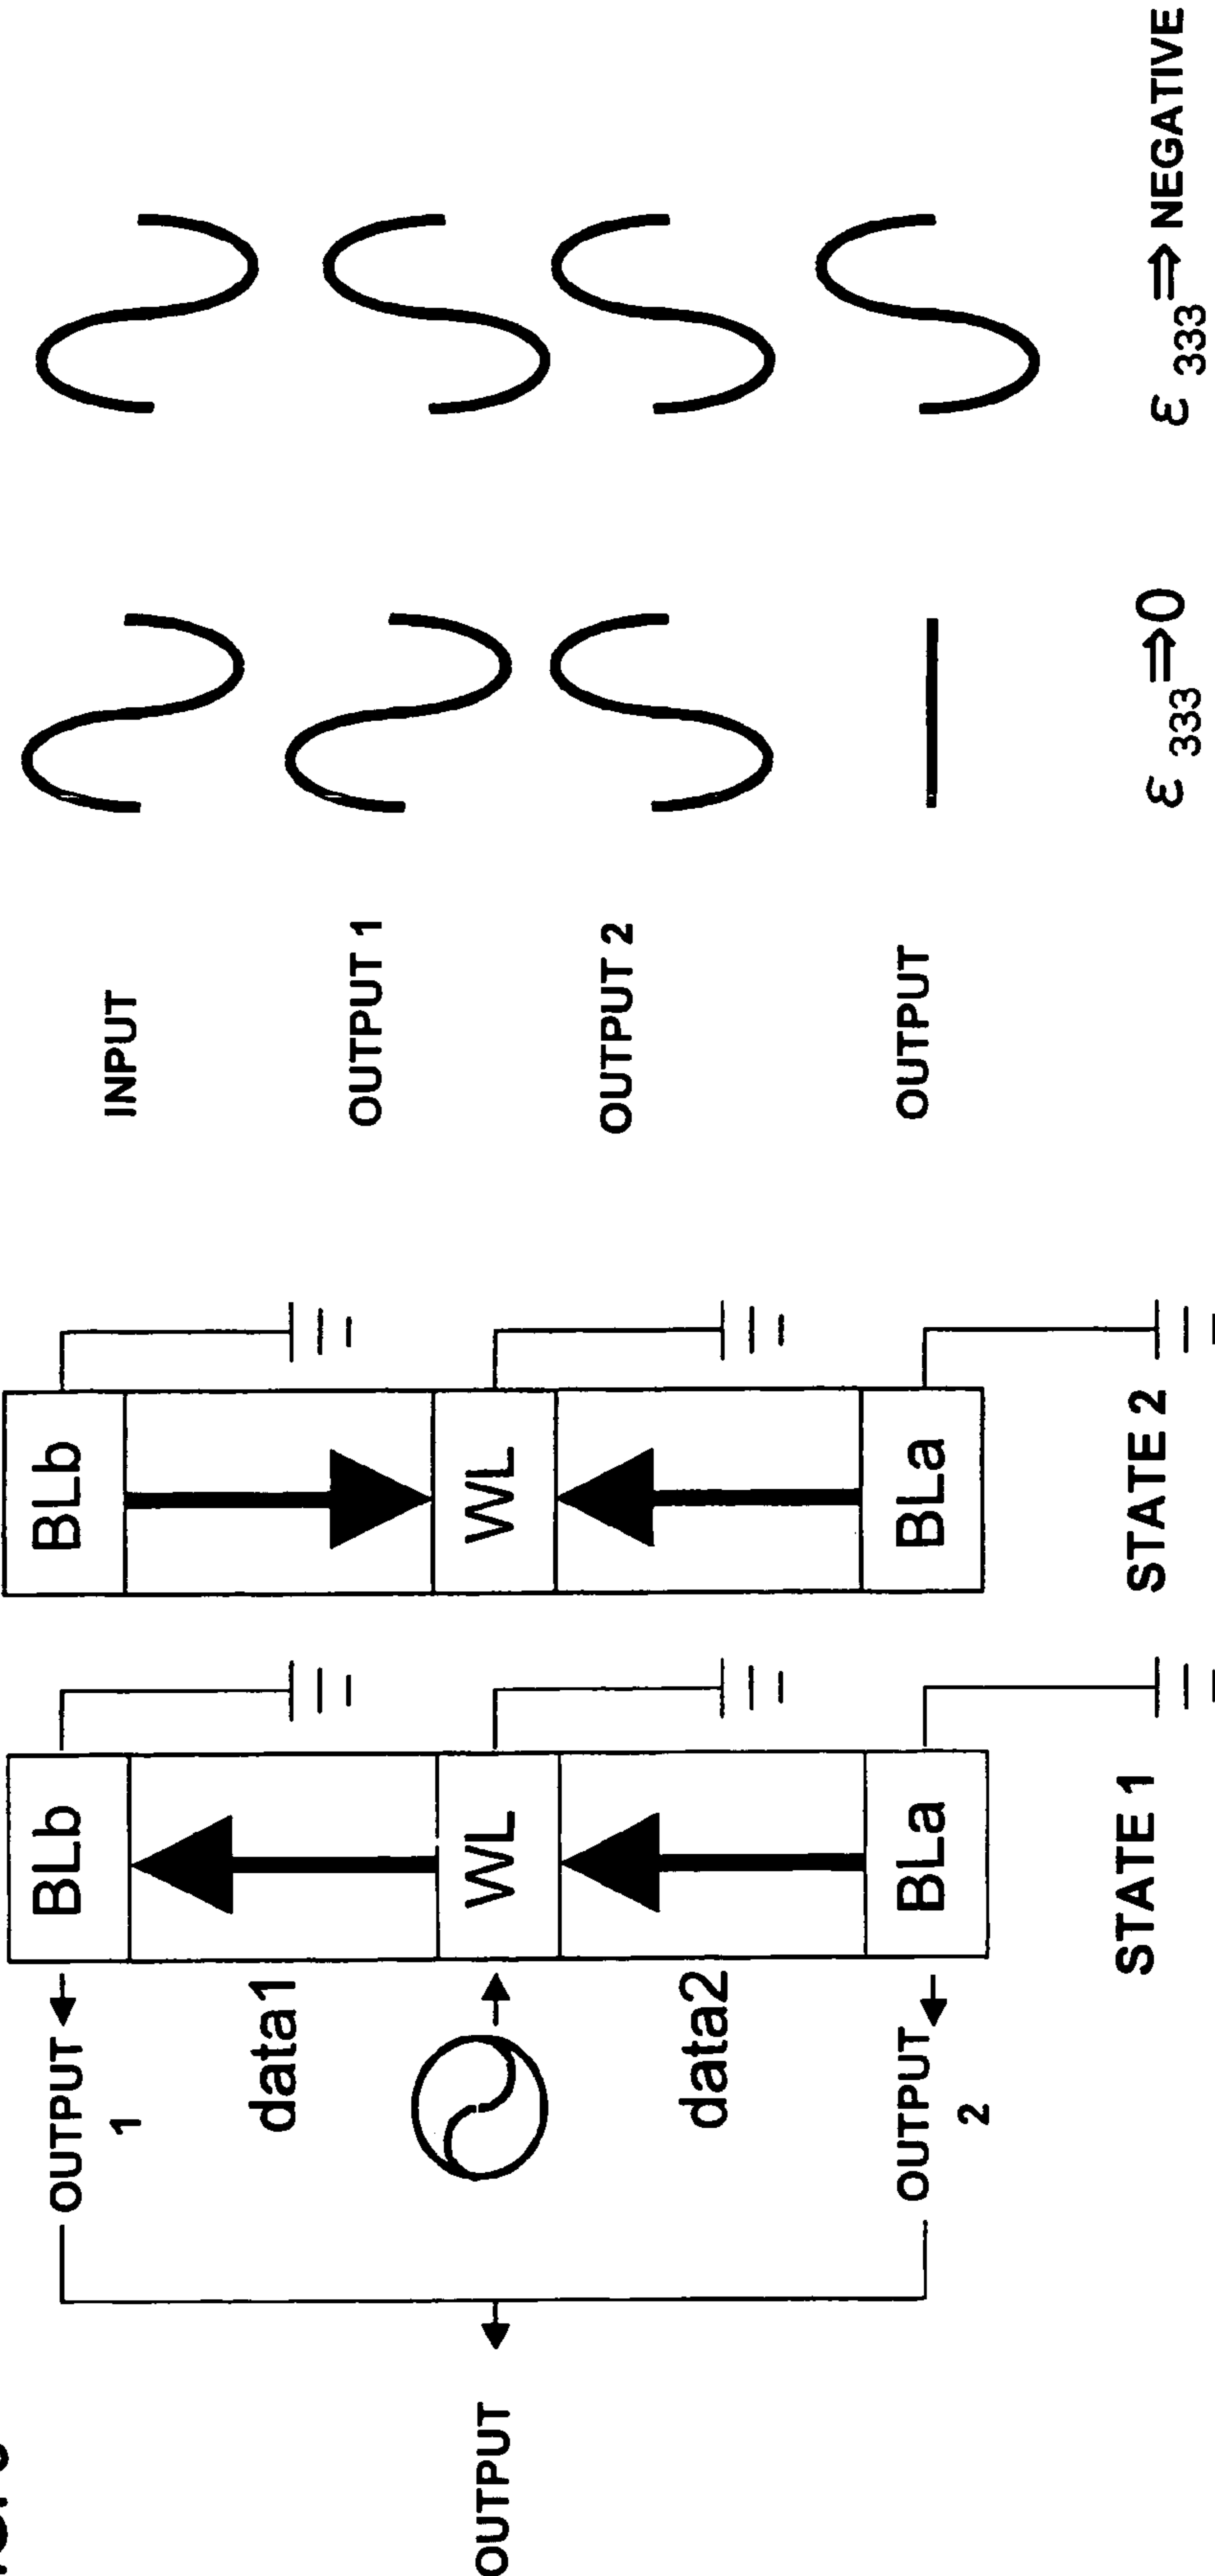 OUTPUT
OUTPUT
1
data1
data2
OUTPUT
2
BLb
WL
BLa
STATE 1
BLb
WL
BLa
STATE 2
INPUT
OUTPUT 1
OUTPUT 2
OUTPUT
ε 333⇒0
ε 333⇒ NEGATIVE